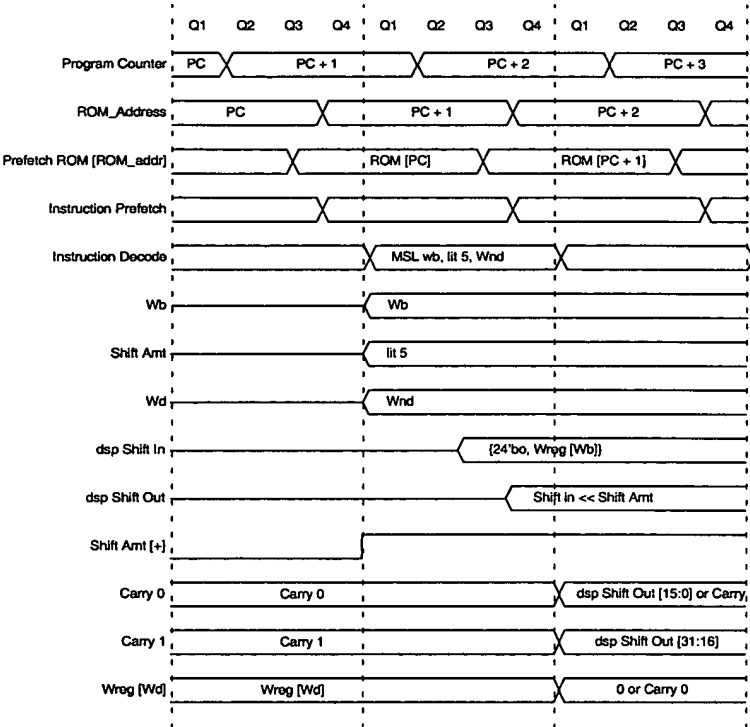 Q1 Q2 Q3 Q4 Q1 Q2 Q3 Q4 Q1 Q2 Q3 Q4
Program Counter PC PC + 1 PC + 2 PC + 3
ROM_Address PC PC + 1 PC + 2
Prefetch ROM [ROM_addr] ROM [PC] ROM [PC + 1]
Instruction Prefetch
Instruction Decode MSL wb, lit 5, Wnd
Wb Wb
Shift Amt lit 5
Wd Wnd
dsp Shift In {24'bo, Wreg [Wb]}
dsp Shift Out Shift in << Shift Amt
Shift Amt [+]
Carry 0 Carry 0 dsp Shift Out [15:0] or Carry
Carry 1 Carry 1 dsp Shift Out [31:16]
Wreg [Wd] Wreg [Wd] 0 or Carry 0